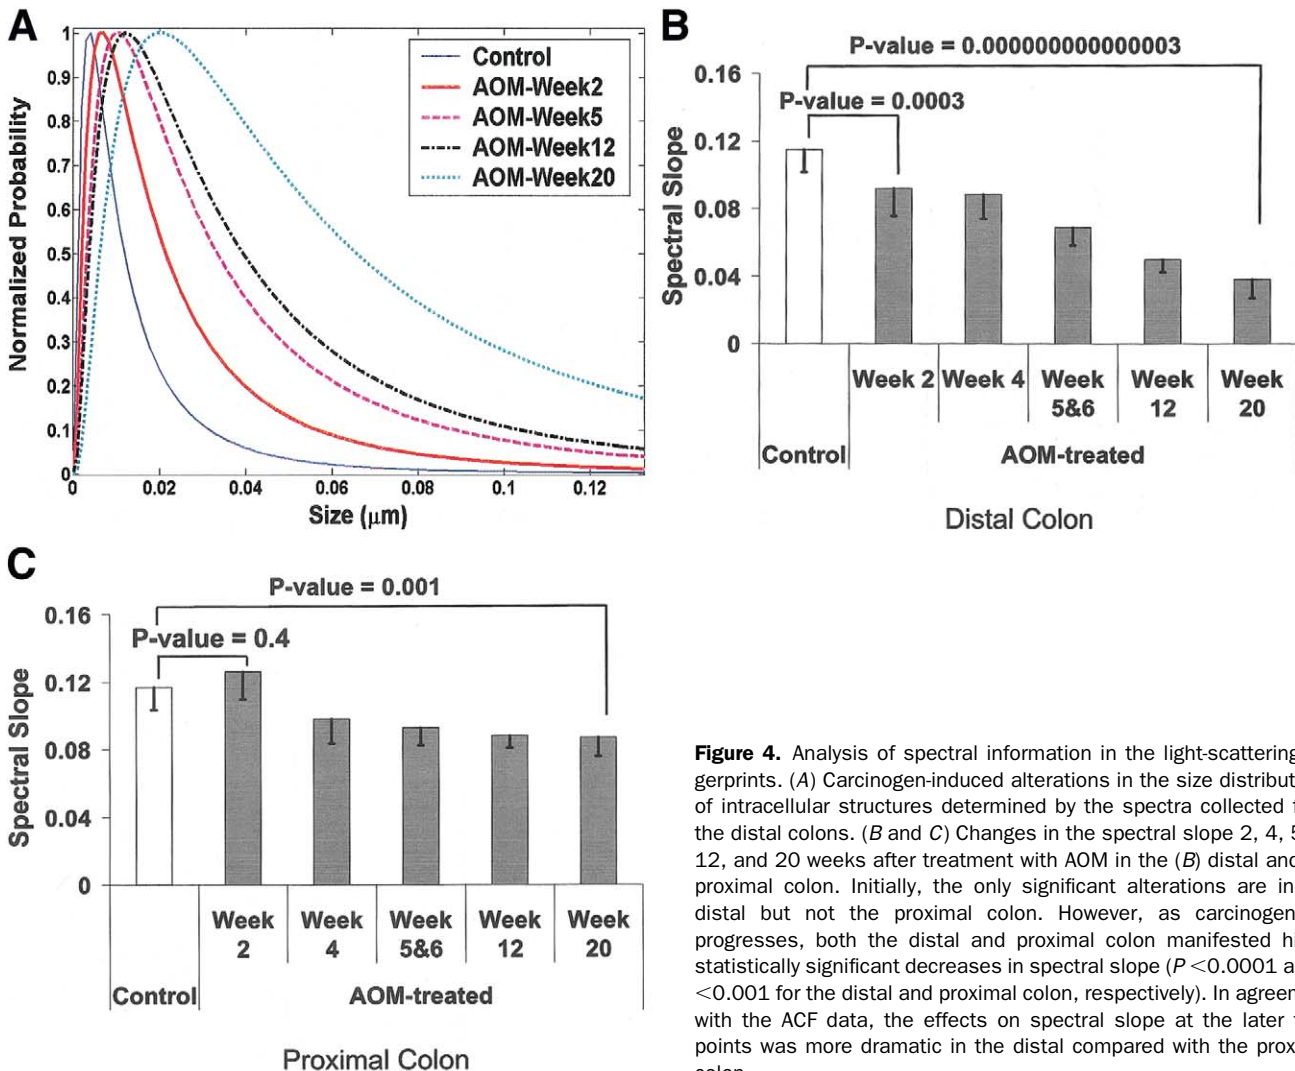 A
Normalized Probability
1
0.9
0.8
0.7
0.6
0.5
0.4
0.3
0.2
0.1
0
0
0.02
0.04
0.06
0.08
0.1
0.12
Size (μm)
Control
AOM-Week2
AOM-Week5
AOM-Week12
AOM-Week20
B
P-value = 0.000000000000003
P-value = 0.0003
Spectral Slope
0.16
0.12
0.08
0.04
0
Week 2
Week 4
Week
5&6
Week
12
Week
20
Control
AOM-treated
Distal Colon
C
P-value = 0.001
P-value = 0.4
Spectral Slope
0.16
0.12
0.08
0.04
0
Week
2
Week
4
Week
5&6
Week
12
Week
20
Control
AOM-treated
Proximal Colon
Figure 4. Analysis of spectral information in the light-scattering
gerprints. (A) Carcinogen-induced alterations in the size distribut
of intracellular structures determined by the spectra collected f
the distal colons. (B and C) Changes in the spectral slope 2, 4, 5
12, and 20 weeks after treatment with AOM in the (B) distal and
proximal colon. Initially, the only significant alterations are in
distal but not the proximal colon. However, as carcinogen
progresses, both the distal and proximal colon manifested hi
statistically significant decreases in spectral slope (P <0.0001 a
<0.001 for the distal and proximal colon, respectively). In agreen
with the ACF data, the effects on spectral slope at the later
points was more dramatic in the distal compared with the prox